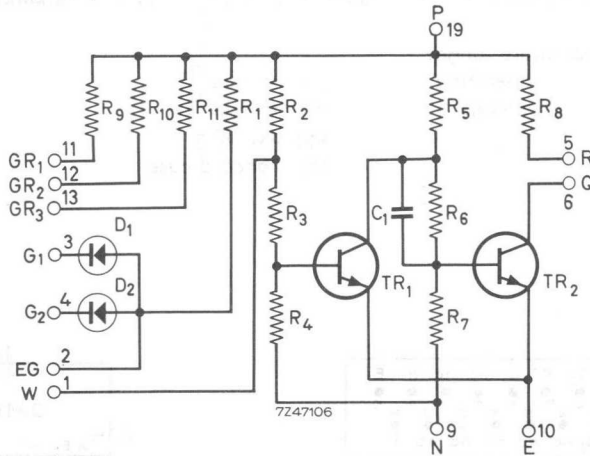 P
19
R9 R10 R11 R1 R2 R5 R8
GR1 11
GR2 12
GR3 13
5 R
Q
6
D1
G1 3
R3 C1 R6
D2
G2 4
TR1 TR2
R4 R7
EG 2
W 1
7Z47106
9 10
N E